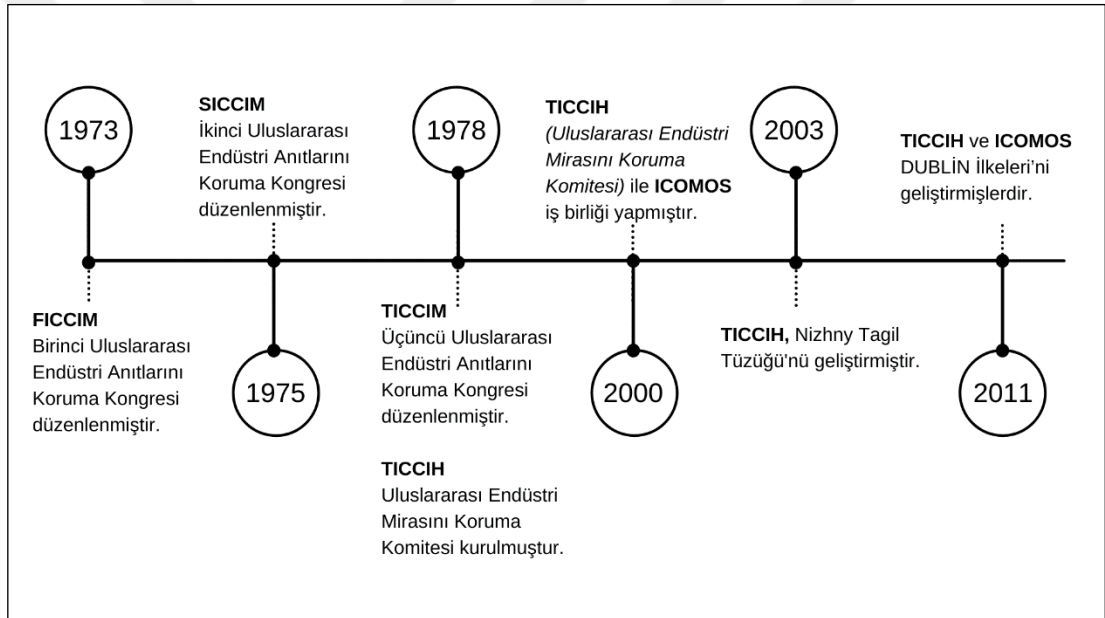 1973
FICCIM
Birinci Uluslararası
Endüstri Anıtlarını
Koruma Kongresi
düzenlenmiştir.
SICCIM
İkinci Uluslararası
Endüstri Anıtlarını
Koruma Kongresi
düzenlenmiştir.
1975
1978
TICCIM
Üçüncü Uluslararası
Endüstri Anıtlarını
Koruma Kongresi
düzenlenmiştir.
TICCIH
Uluslararası Endüstri
Mirasını Koruma
Komitesi kurulmuştur.
TICCIH
(Uluslararası Endüstri
Mirasını Koruma
Komitesi) ile ICOMOS
iş birliği yapmıştır.
2000
2003
TICCIH, Nizhny Tagil
Tüzüğü'nü geliştirmiştir.
TICCIH ve ICOMOS
DUBLİN İlkeleri’ni
geliştirmişlerdir.
2011